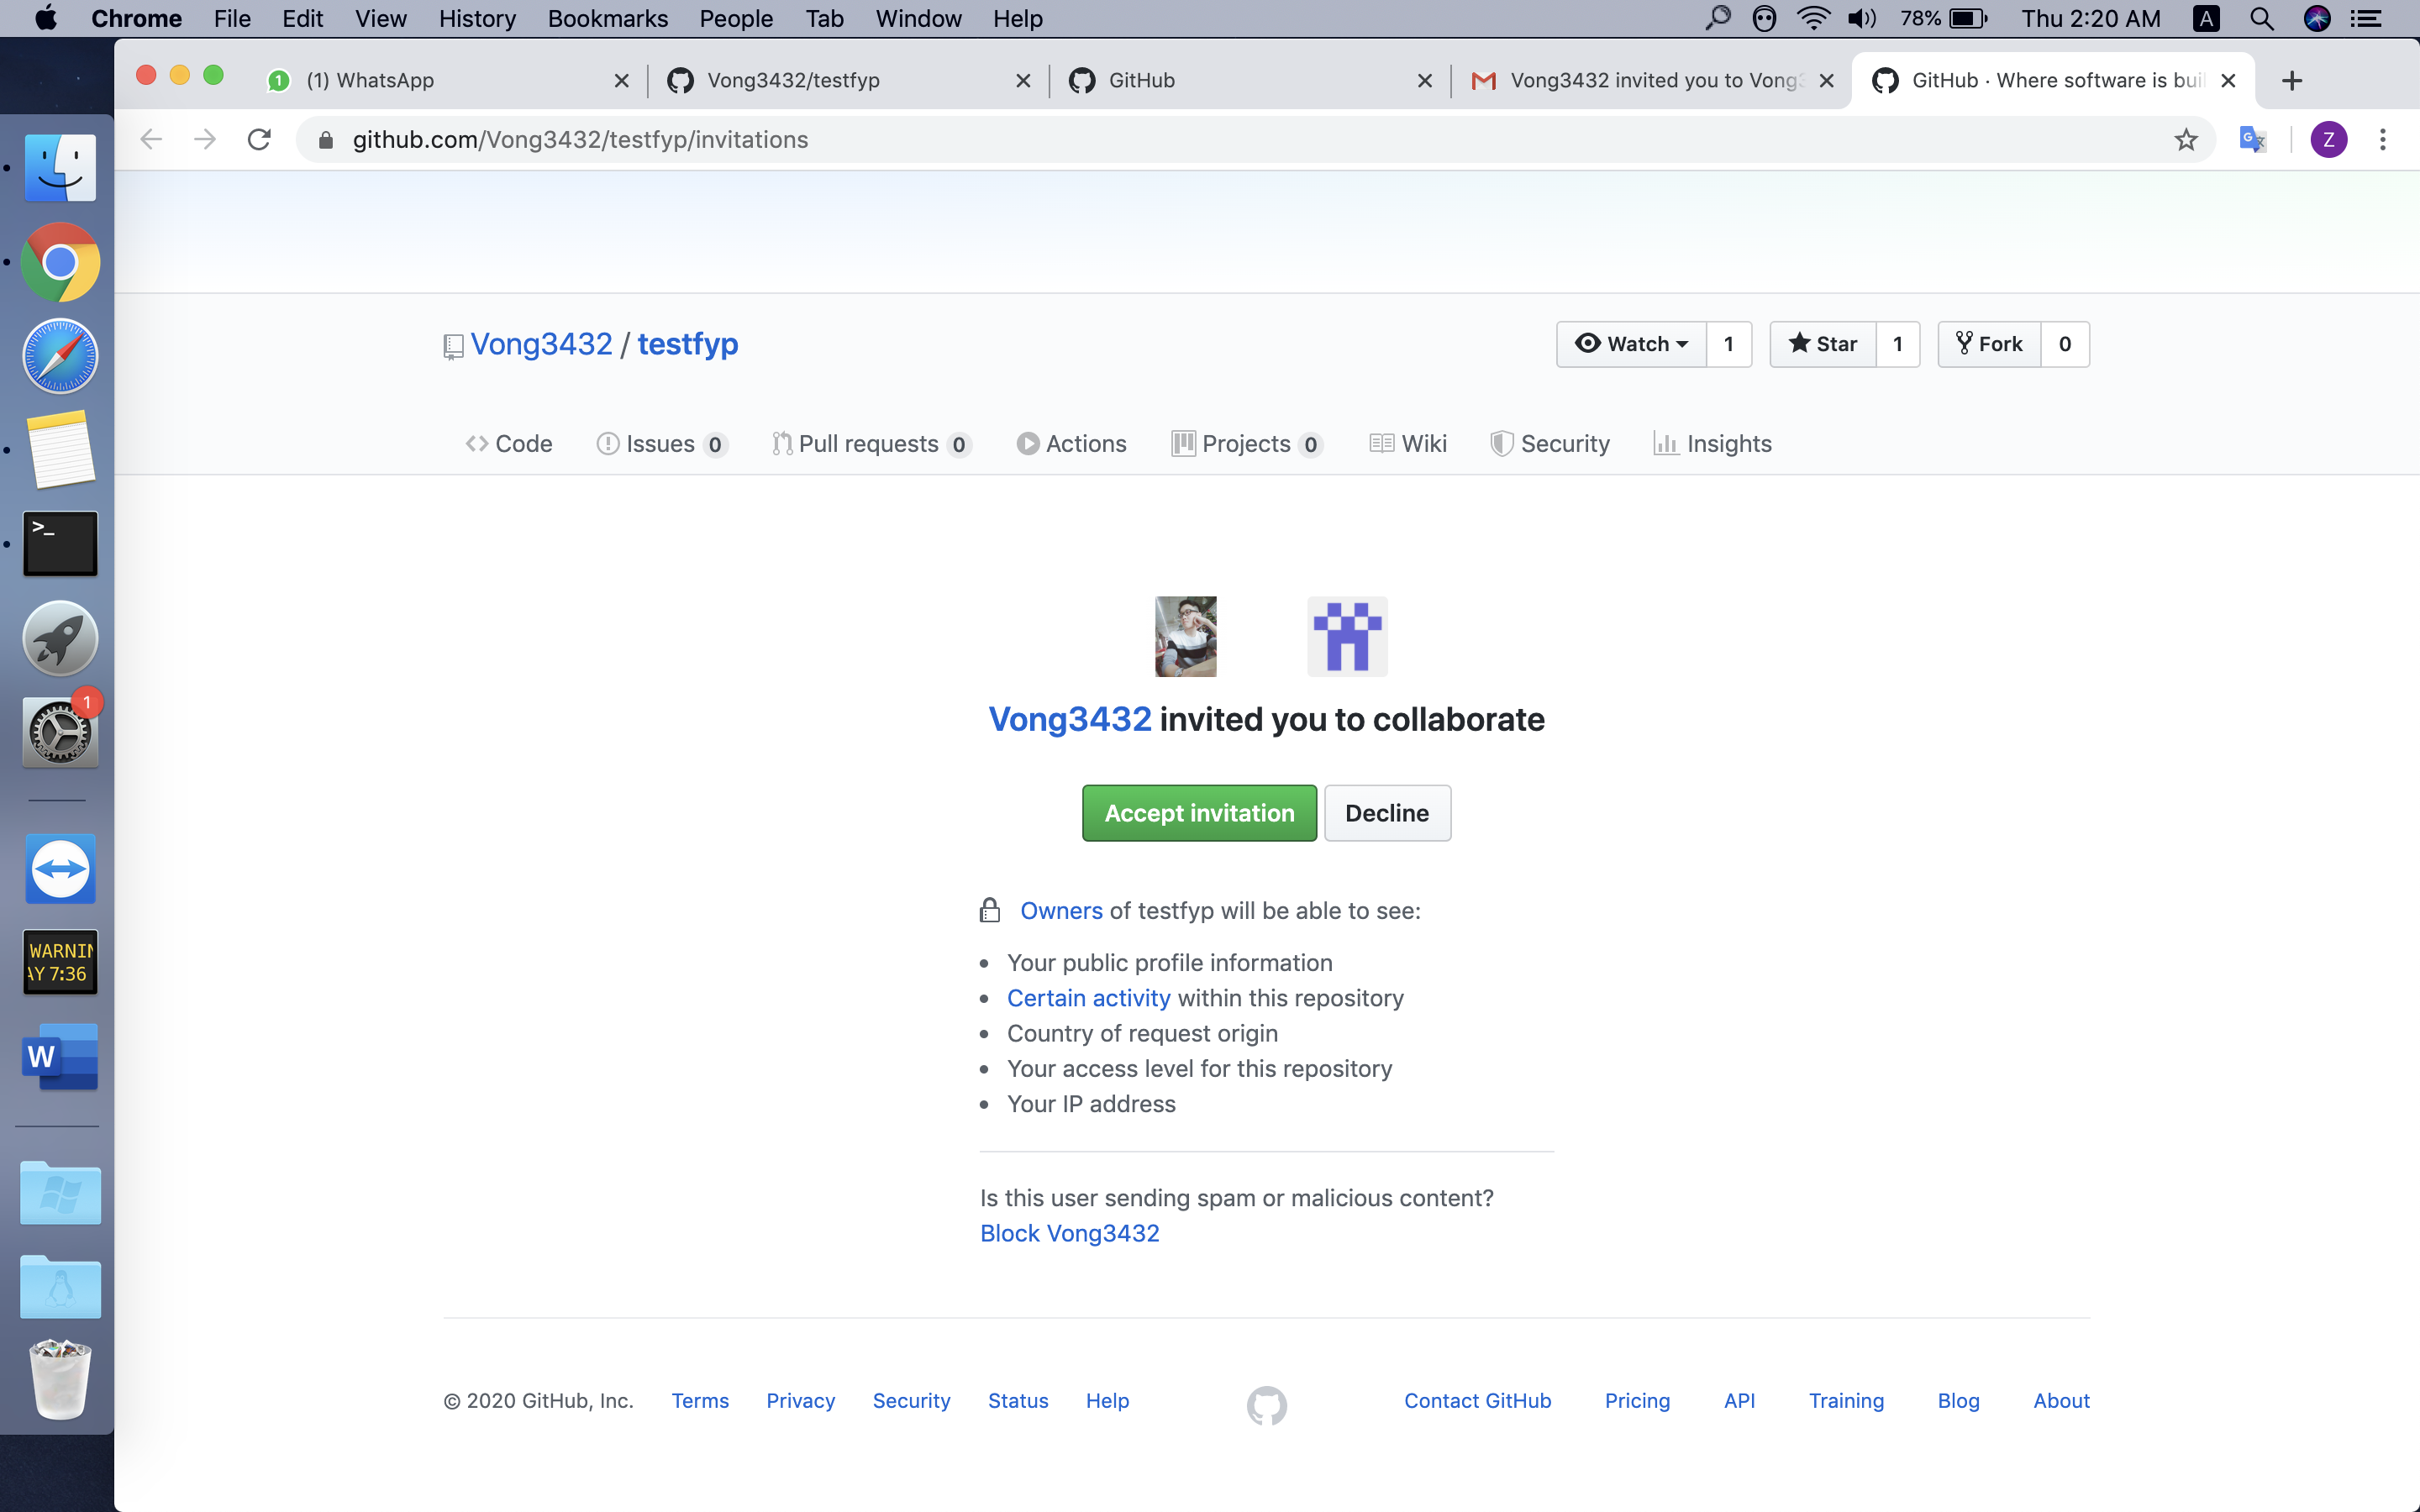 Chrome File Edit View History Bookmarks People Tab Window Help 78% Thu 2:20 AM A
1 (1) WhatsApp Vong3432/testfyp GitHub Vong3432 invited you to Vong3 GitHub · Where software is buil
github.com/Vong3432/testfyp/invitations Z
Vong3432 / testfyp Watch 1 Star 1 Fork 0
Code Issues 0 Pull requests 0 Actions Projects 0 Wiki Security Insights
>_
1
Vong3432 invited you to collaborate
Accept invitation Decline
Owners of testfyp will be able to see:
WARNIN
AY 7:36
Your public profile information
Certain activity within this repository
Country of request origin
W
Your access level for this repository
Your IP address
Is this user sending spam or malicious content?
Block Vong3432
© 2020 GitHub, Inc. Terms Privacy Security Status Help Contact GitHub Pricing API Training Blog About